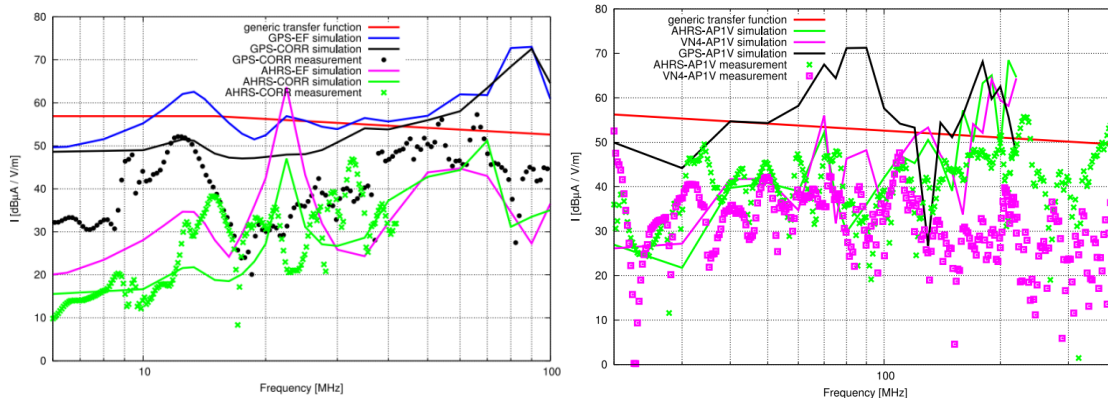 80
70
60
50
40
30
20
10
0
I [dBµA / V/m]
generic transfer function
GPS-EF simulation
GPS-CORR simulation
GPS-CORR measurement
AHRS-EF simulation
AHRS-CORR simulation
AHRS-CORR measurement
10
100
Frequency [MHz]
80
70
60
50
40
30
20
10
0
I [dBµA / V/m]
generic transfer function
AHRS-AP1V simulation
VN4-AP1V simulation
GPS-AP1V simulation
AHRS-AP1V measurement
VN4-AP1V measurement
100
Frequency [MHz]